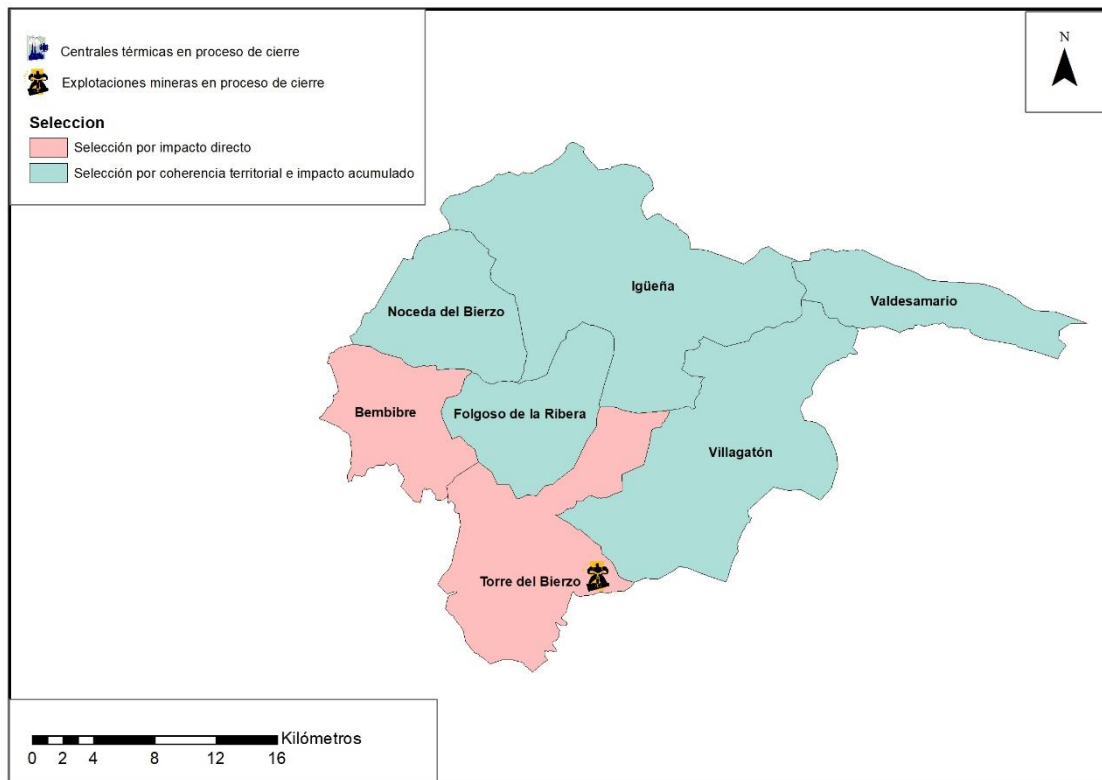 Centrales térmicas en proceso de cierre
Explotaciones mineras en proceso de cierre
Seleccion
Selección por impacto directo
Selección por coherencia territorial e impacto acumulado
N
Igüeña
Valdesamario
Noceda del Bierzo
Bembibre
Folgoso de la Ribera
Villagatón
Torre del Bierzo
Kilómetros
0 2 4 8 12 16